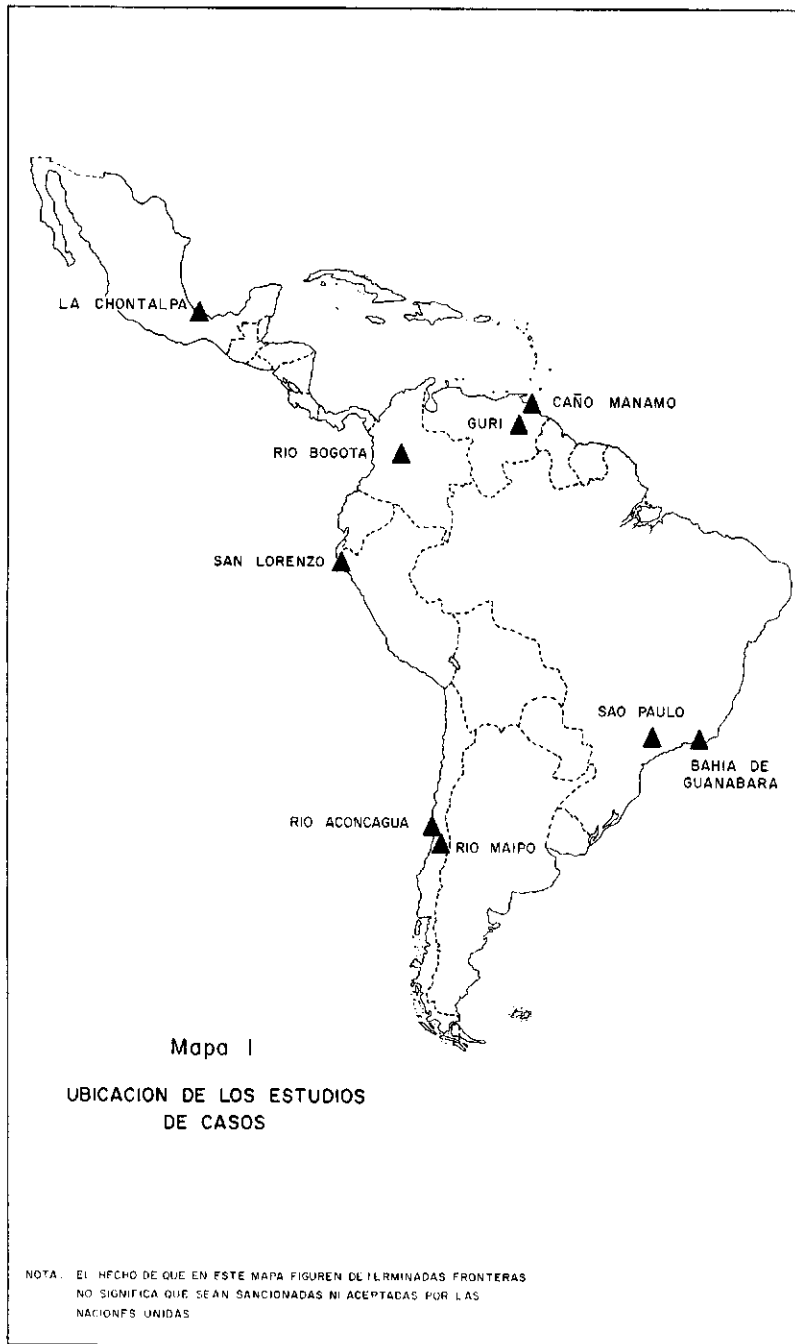 LA CHONTALPA
CAÑO MANAMO
GURI
RIO BOGOTA
SAN LORENZO
SAO PAULO
BAHIA DE
GUANABARA
RIO ACONCAGUA
RIO MAIPO
Mapa I
UBICACION DE LOS ESTUDIOS
DE CASOS
NOTA. EL HECHO DE QUE EN ESTE MAPA FIGUREN DETERMINADAS FRONTERAS
NO SIGNIFICA QUE SEAN SANCIONADAS NI ACEPTADAS POR LAS
NACIONES UNIDAS